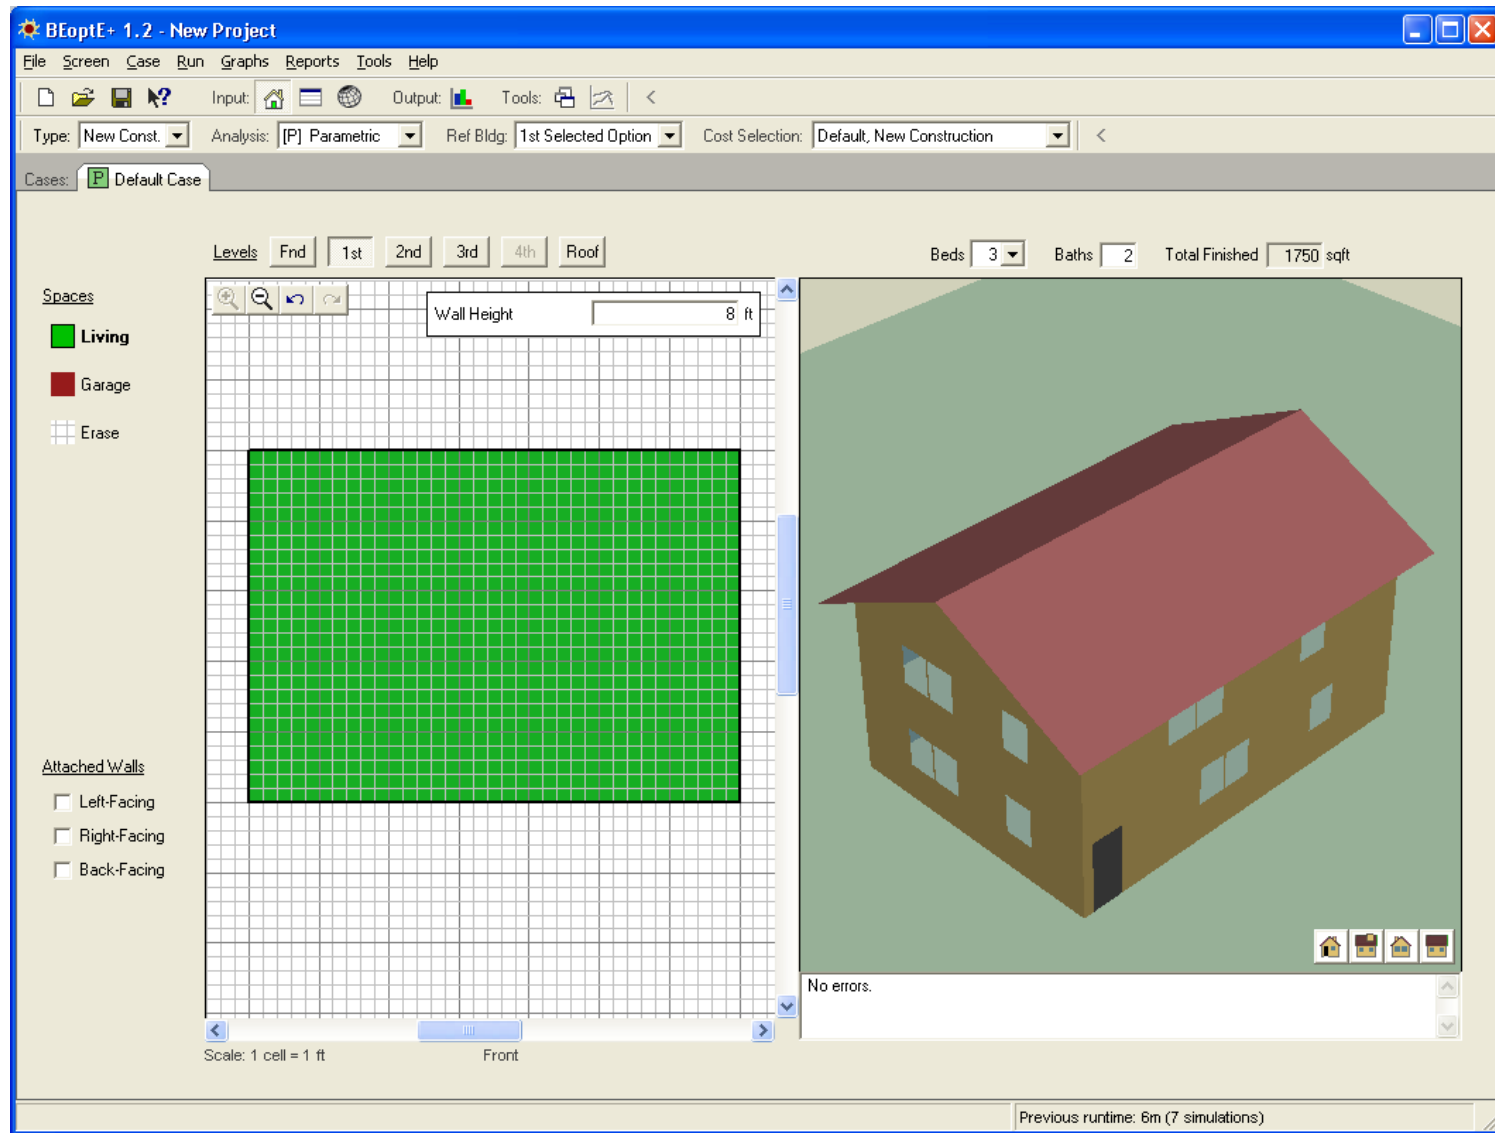 BEoptE+ 1.2 - New Project
File Screen Case Run Graphs Reports Tools Help
Input: Output: Tools: <
Type: New Const. Analysis: [P] Parametric Ref Bldg: 1st Selected Option Cost Selection: Default, New Construction <
Cases: P Default Case
Levels Fnd 1st 2nd 3rd 4th Roof Beds 3 Baths 2 Total Finished 1750 sqft
Spaces
Wall Height 8 ft
Living
Garage
Erase
Attached Walls
Left-Facing
Right-Facing
Back-Facing
No errors.
Scale: 1 cell = 1 ft Front
Previous runtime: 6m (7 simulations)